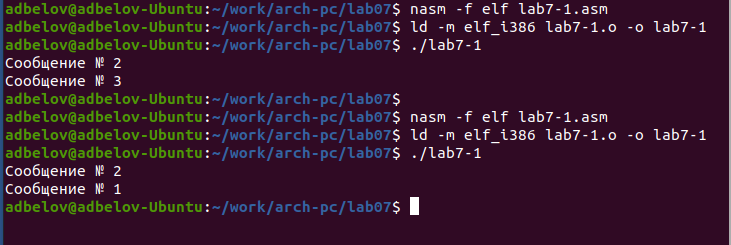 adbelov@adbelov-Ubuntu:~/work/arch-pc/lab07$ nasm -f elf lab7-1.asm
adbelov@adbelov-Ubuntu:~/work/arch-pc/lab07$ ld -m elf_i386 lab7-1.o -o lab7-1
adbelov@adbelov-Ubuntu:~/work/arch-pc/lab07$ ./lab7-1
Сообщение № 2
Сообщение № 3
adbelov@adbelov-Ubuntu:~/work/arch-pc/lab07$
adbelov@adbelov-Ubuntu:~/work/arch-pc/lab07$ nasm -f elf lab7-1.asm
adbelov@adbelov-Ubuntu:~/work/arch-pc/lab07$ ld -m elf_i386 lab7-1.o -o lab7-1
adbelov@adbelov-Ubuntu:~/work/arch-pc/lab07$ ./lab7-1
Сообщение № 2
Сообщение № 1
adbelov@adbelov-Ubuntu:~/work/arch-pc/lab07$